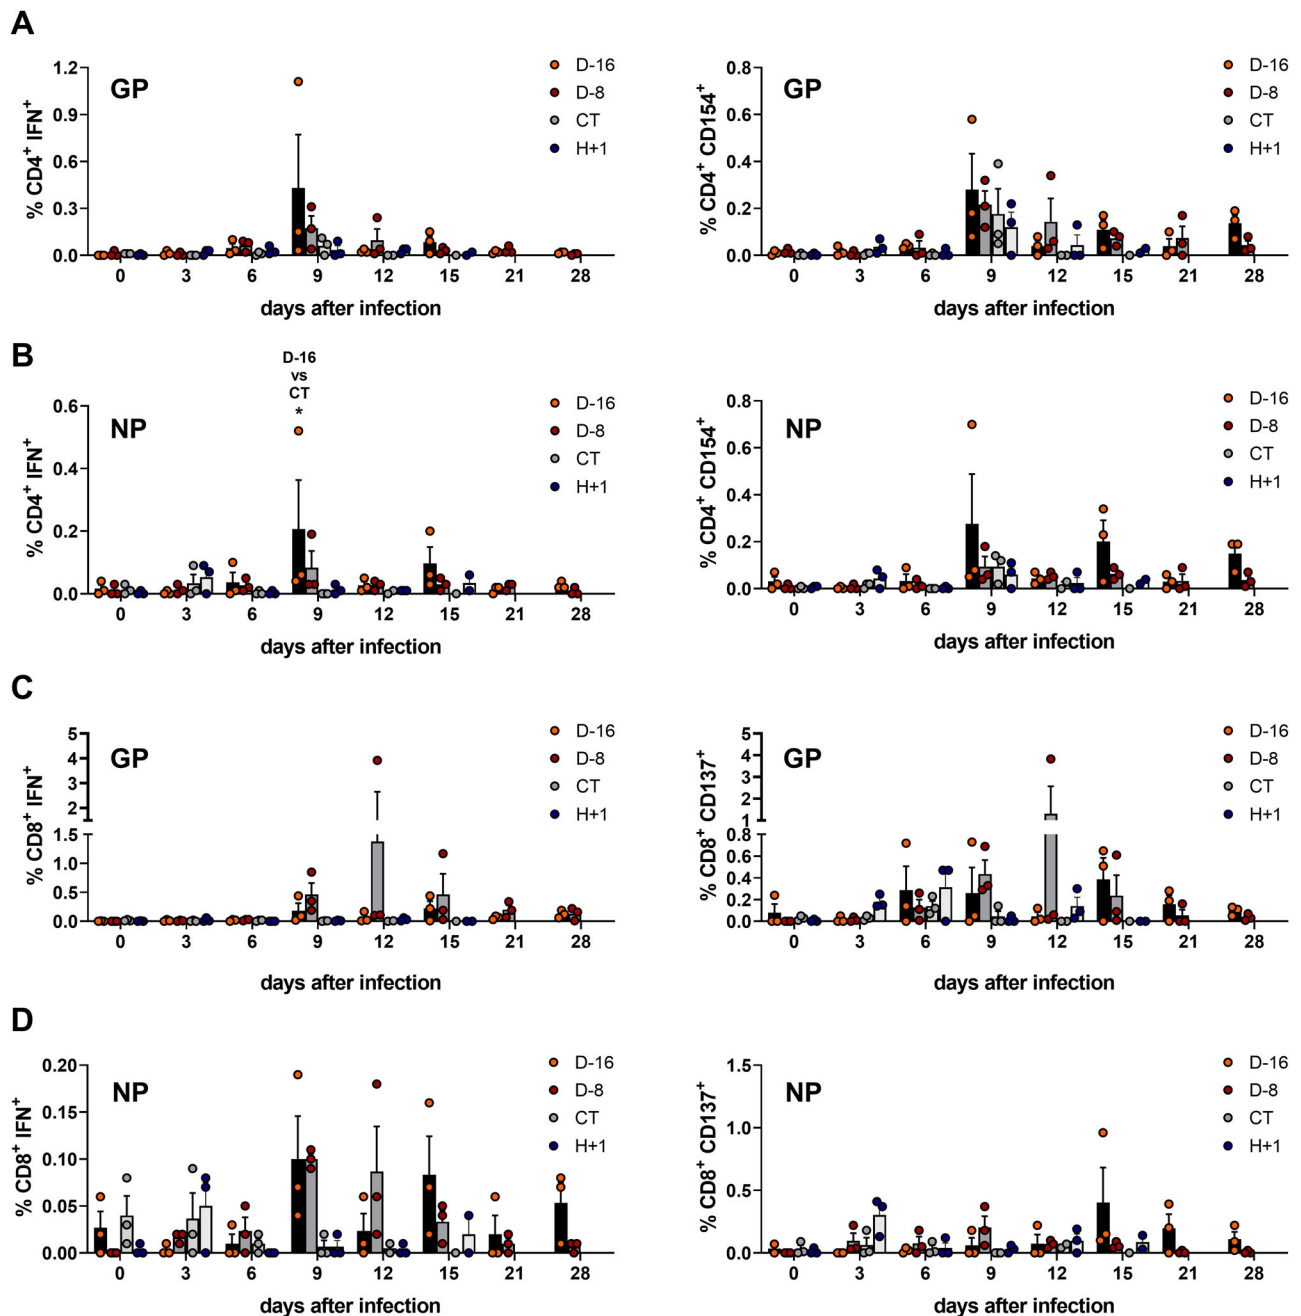 A
GP
% CD4+ IFN+
1.2
0.9
0.6
0.3
0.0
0 3 6 9 12 15 21 28
days after infection
D-16
D-8
CT
H+1
GP
% CD4+ CD154+
0.8
0.6
0.4
0.2
0.0
0 3 6 9 12 15 21 28
days after infection
D-16
D-8
CT
H+1
B
D-16
vs
CT
*
NP
% CD4+ IFN+
0.6
0.4
0.2
0.0
0 3 6 9 12 15 21 28
days after infection
D-16
D-8
CT
H+1
NP
% CD4+ CD154+
0.8
0.6
0.4
0.2
0.0
0 3 6 9 12 15 21 28
days after infection
D-16
D-8
CT
H+1
C
GP
% CD8+ IFN+
5
4
3
2
1.5
1.0
0.5
0.0
0 3 6 9 12 15 21 28
days after infection
D-16
D-8
CT
H+1
GP
% CD8+ CD137+
5
4
3
2
1
0.8
0.6
0.4
0.2
0.0
0 3 6 9 12 15 21 28
days after infection
D-16
D-8
CT
H+1
D
NP
% CD8+ IFN+
0.20
0.15
0.10
0.05
0.00
0 3 6 9 12 15 21 28
days after infection
D-16
D-8
CT
H+1
NP
% CD8+ CD137+
1.5
1.0
0.5
0.0
0 3 6 9 12 15 21 28
days after infection
D-16
D-8
CT
H+1